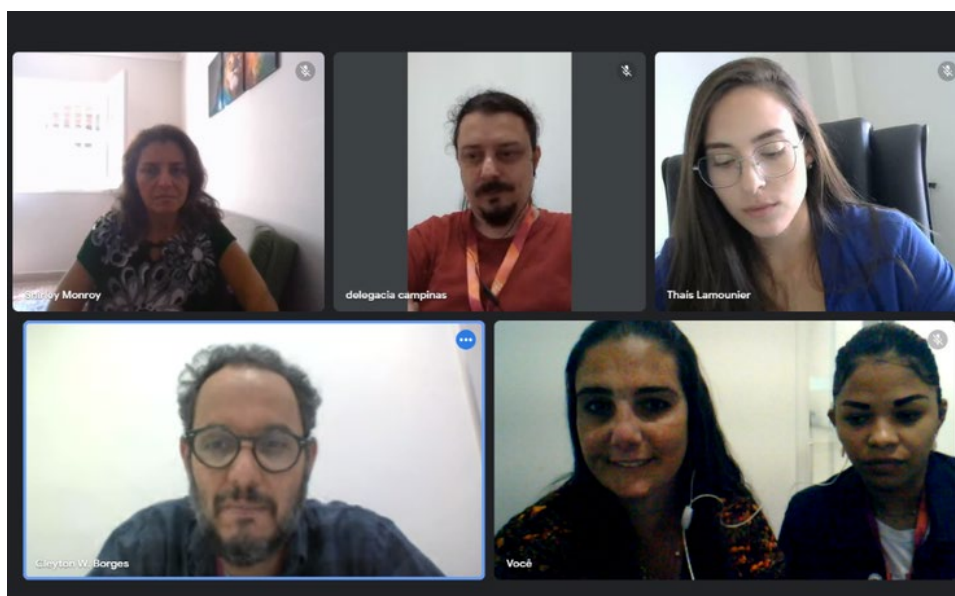 Shirley Monroy
delegacia campinas
Thais Lamounier
Cleyton W. Borges
Você